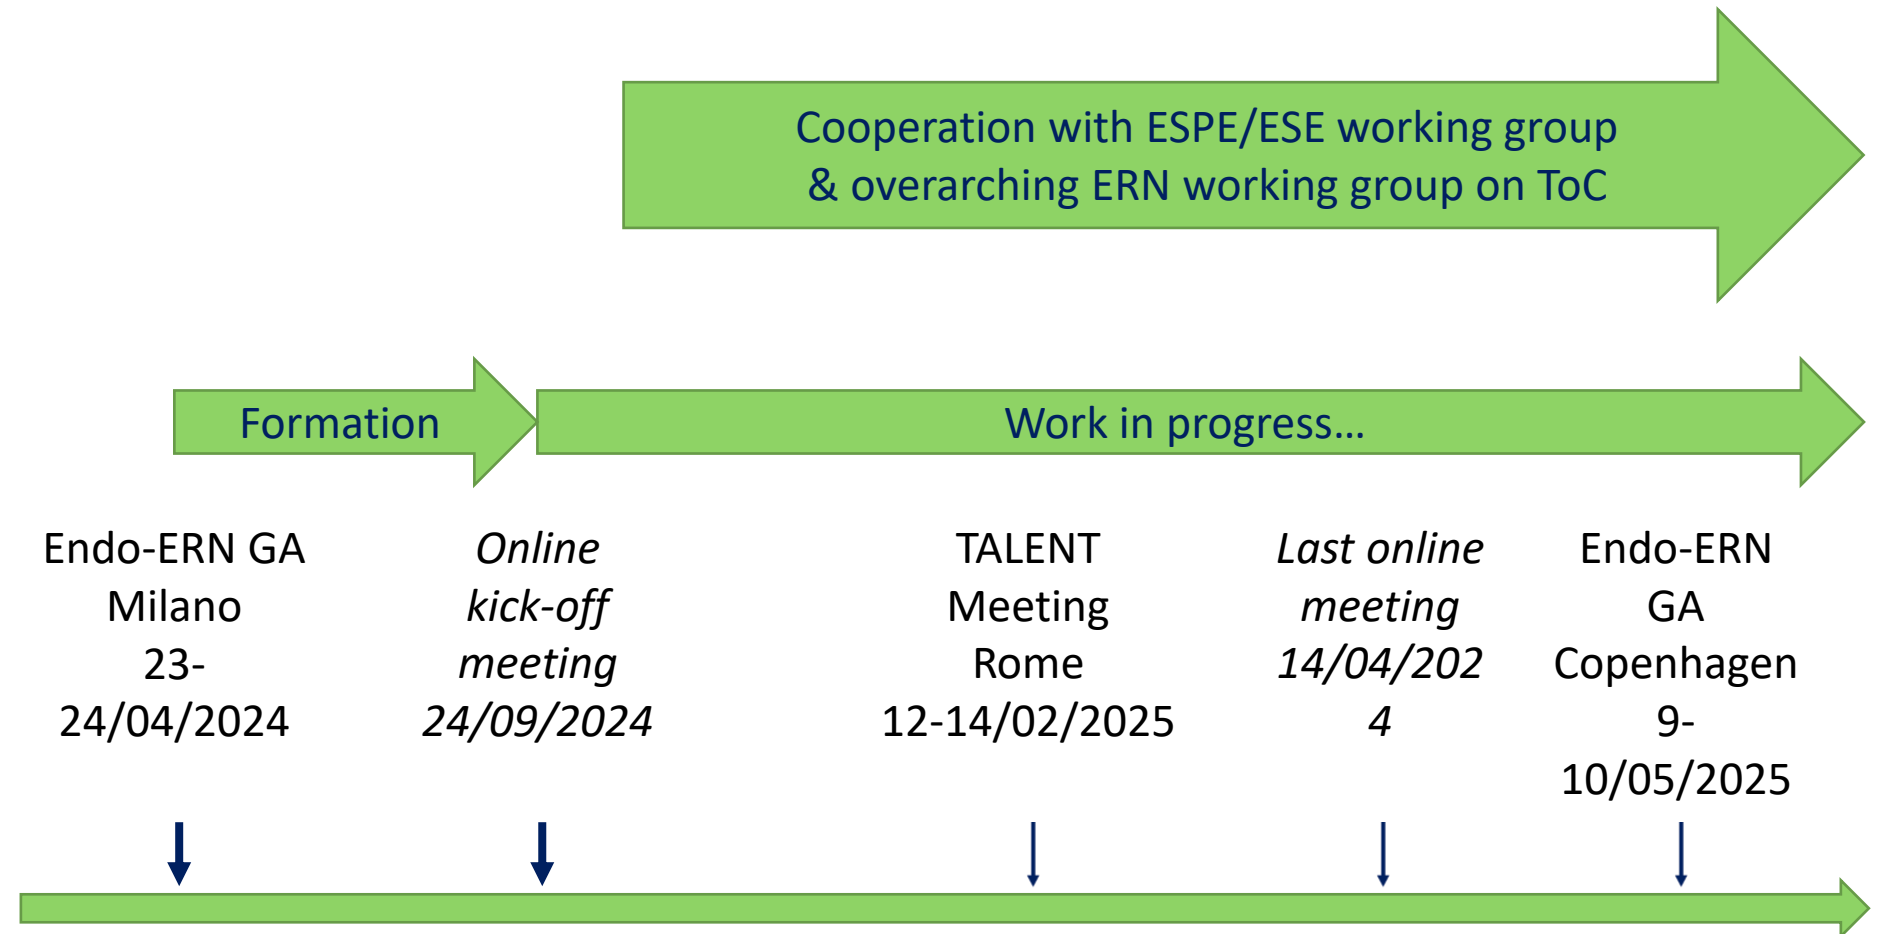 Cooperation with ESPE/ESE working group
& overarching ERN working group on ToC
Formation
Work in progress...
Endo-ERN GA
Milano
23-
24/04/2024
Online
kick-off
meeting
24/09/2024
TALENT
Meeting
Rome
12-14/02/2025
Last online
meeting
14/04/202
4
Endo-ERN
GA
Copenhagen
9-
10/05/2025